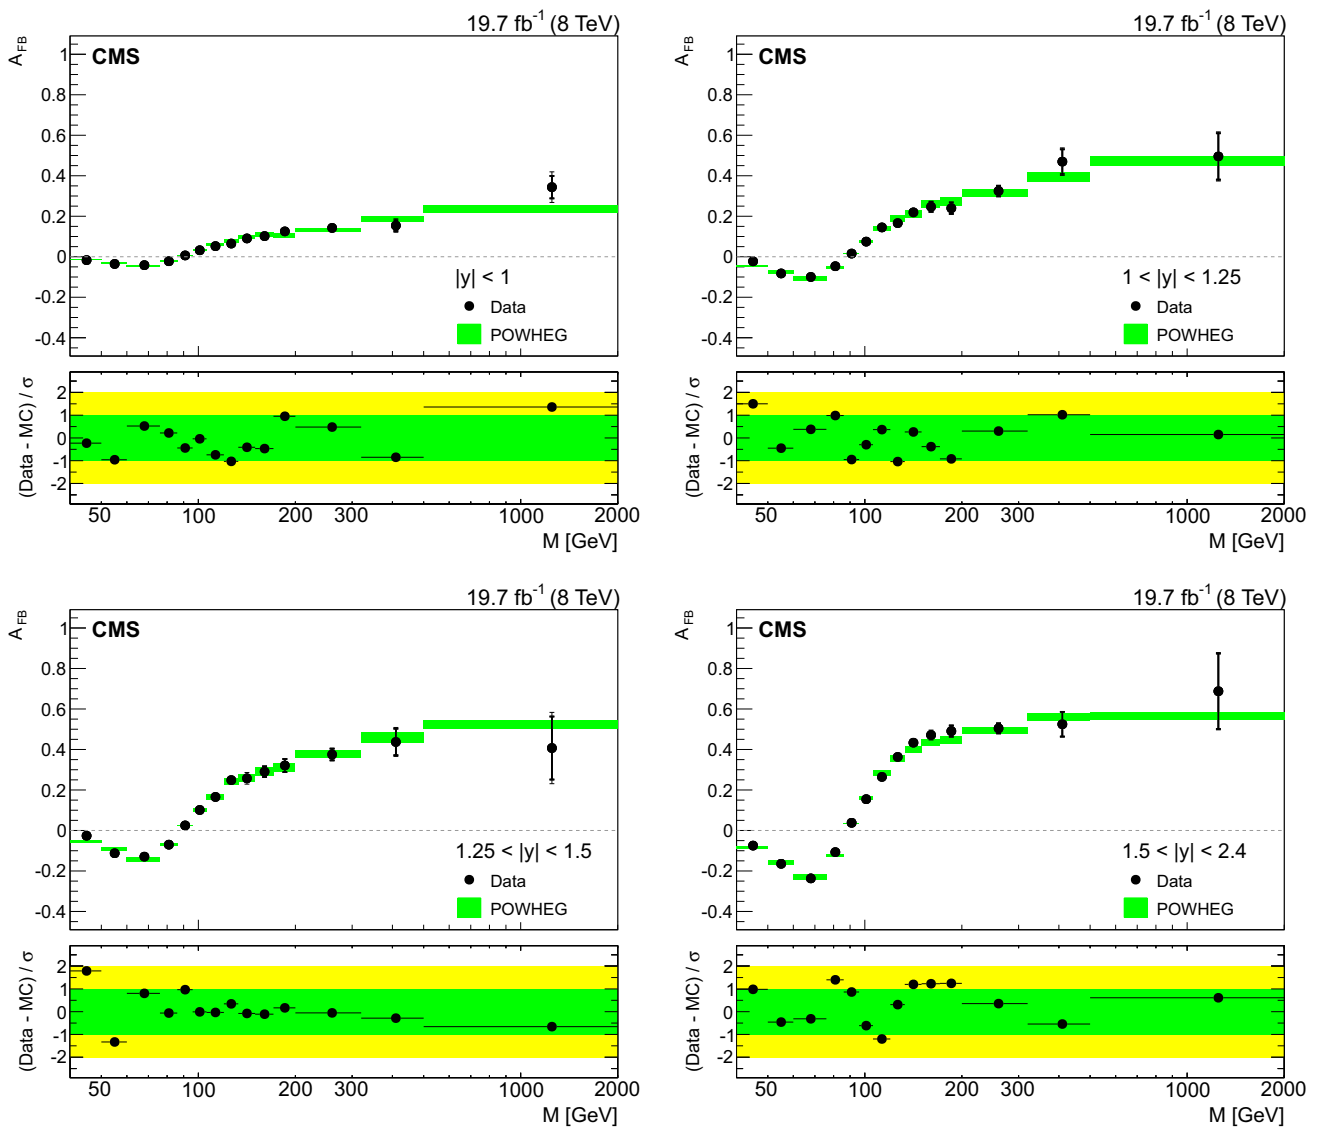 19.7 fb⁻¹ (8 TeV)
A_FB
CMS
1
0.8
0.6
0.4
0.2
0
-0.2
-0.4
|y| < 1
Data
POWHEG
(Data - MC) / σ
2
1
0
-1
-2
50 100 200 300 1000 2000
M [GeV]
19.7 fb⁻¹ (8 TeV)
A_FB
CMS
1
0.8
0.6
0.4
0.2
0
-0.2
-0.4
1 < |y| < 1.25
Data
POWHEG
(Data - MC) / σ
2
1
0
-1
-2
50 100 200 300 1000 2000
M [GeV]
19.7 fb⁻¹ (8 TeV)
A_FB
CMS
1
0.8
0.6
0.4
0.2
0
-0.2
-0.4
1.25 < |y| < 1.5
Data
POWHEG
(Data - MC) / σ
2
1
0
-1
-2
50 100 200 300 1000 2000
M [GeV]
19.7 fb⁻¹ (8 TeV)
A_FB
CMS
1
0.8
0.6
0.4
0.2
0
-0.2
-0.4
1.5 < |y| < 2.4
Data
POWHEG
(Data - MC) / σ
2
1
0
-1
-2
50 100 200 300 1000 2000
M [GeV]